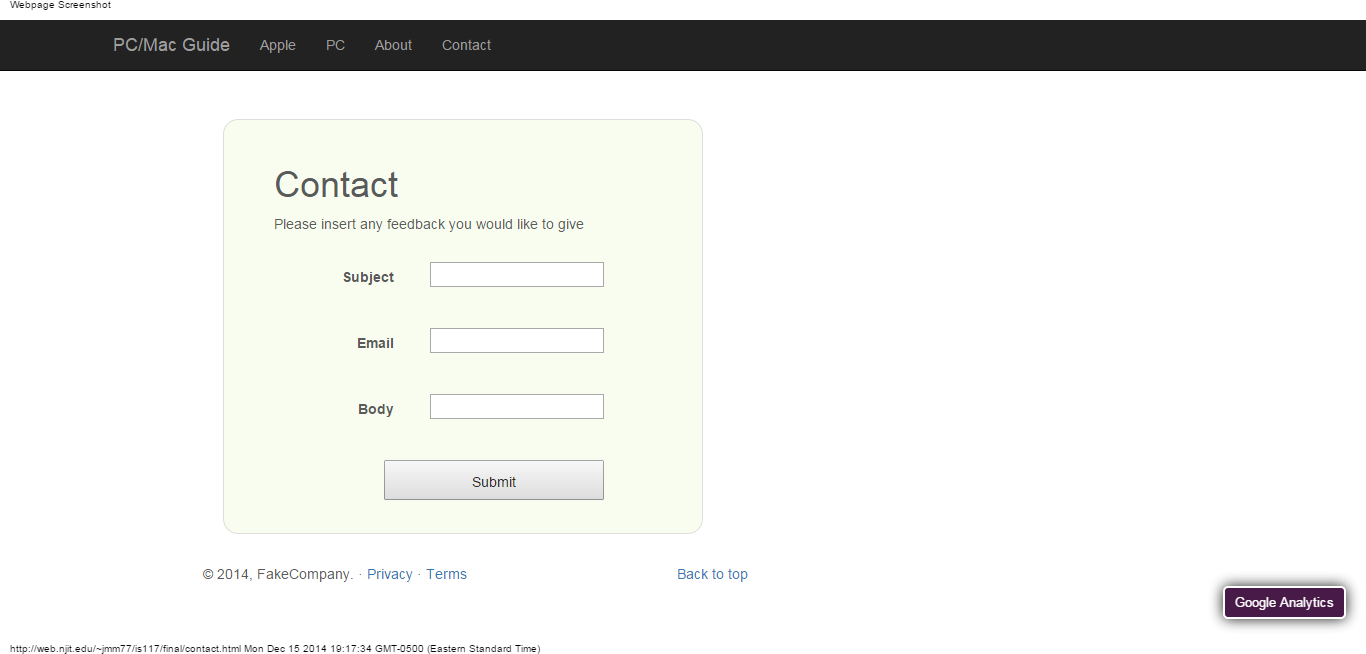 Webpage Screenshot
PC/Mac Guide Apple PC About Contact
Contact
Please insert any feedback you would like to give
Subject
Email
Body
Submit
© 2014, FakeCompany. · Privacy · Terms Back to top
Google Analytics
http://web.njit.edu/~jmm77/is117/final/contact.html Mon Dec 15 2014 19:17:34 GMT-0500 (Eastern Standard Time)